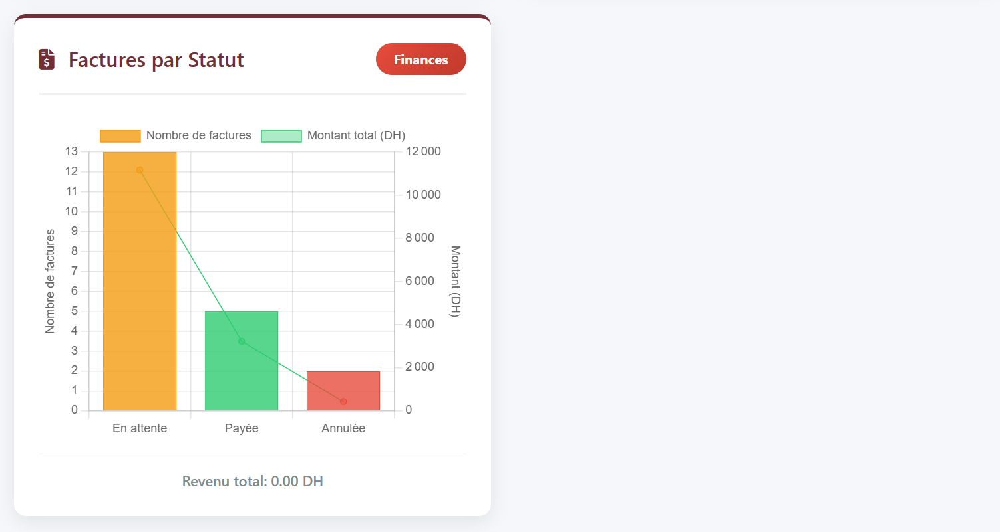 Factures par Statut
Finances
Nombre de factures
Montant total (DH)
13
12
11
10
9
8
7
6
5
4
3
2
1
0
Nombre de factures
12 000
10 000
8 000
6 000
4 000
2 000
0
Montant (DH)
En attente
Payée
Annulée
Revenu total: 0.00 DH